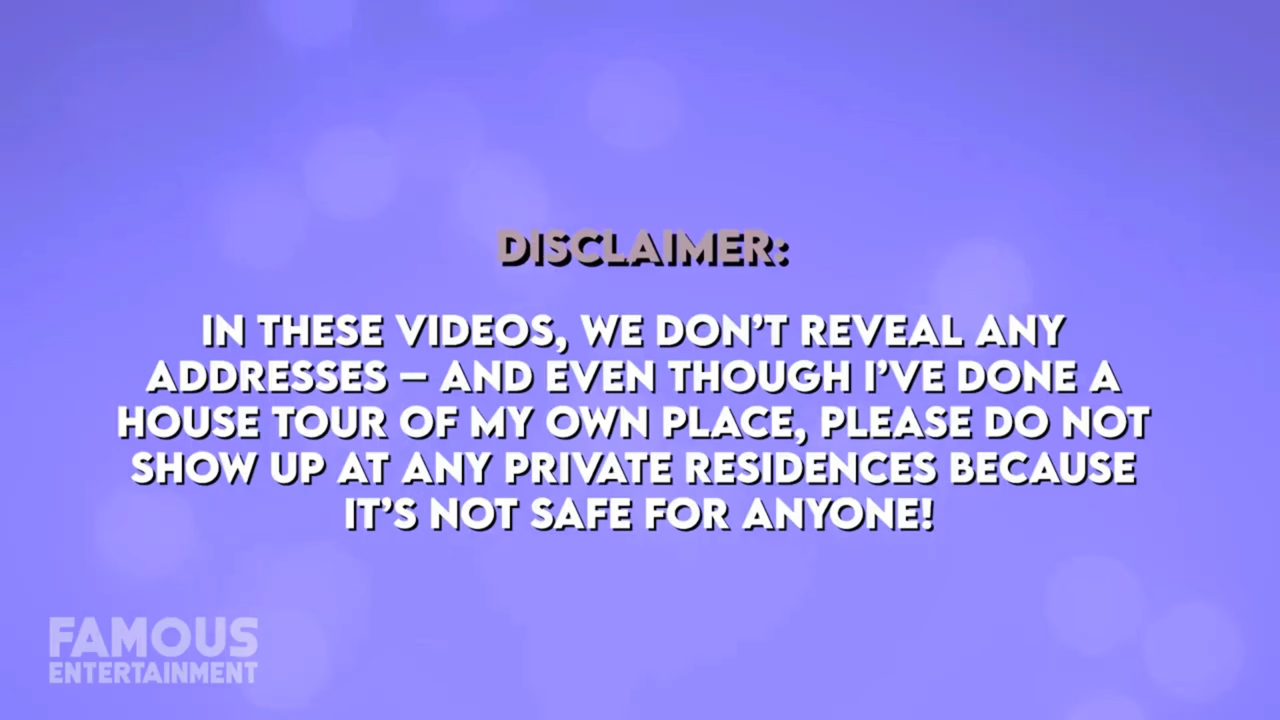 DISCLAIMER:
IN THESE VIDEOS, WE DON'T REVEAL ANY
ADDRESSES – AND EVEN THOUGH I'VE DONE A
HOUSE TOUR OF MY OWN PLACE, PLEASE DO NOT
SHOW UP AT ANY PRIVATE RESIDENCES BECAUSE
IT'S NOT SAFE FOR ANYONE!
FAMOUS
ENTERTAINMENT